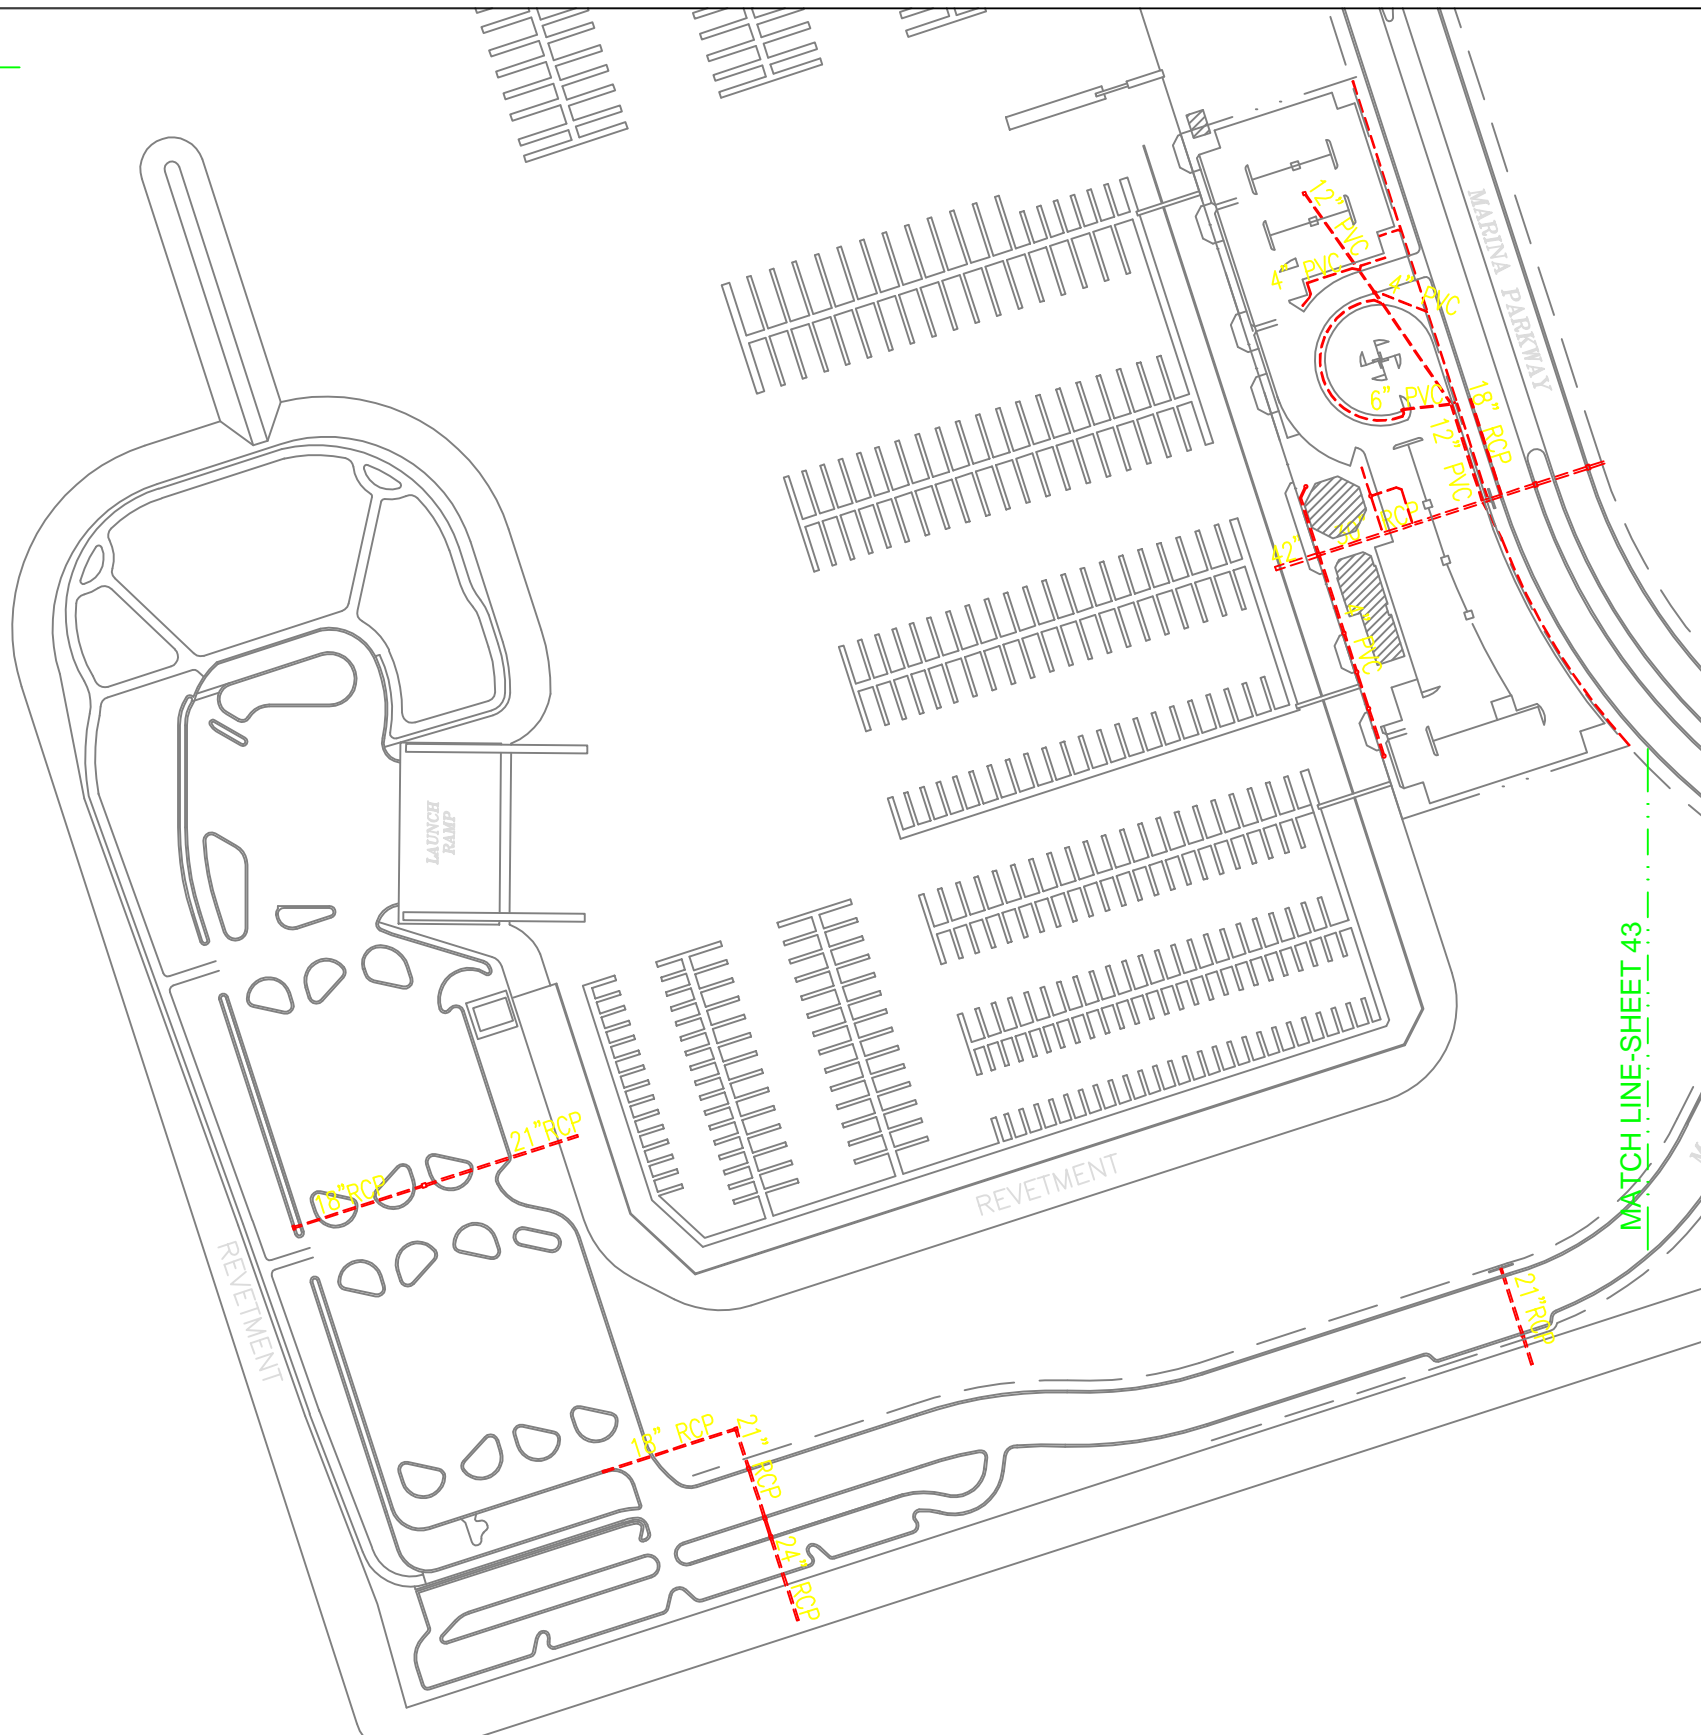 MARINA PARKWAY
12" PVC
4" PVC
4" PVC
6" PVC
18" RCP
12" PVC
42"
RCP
4" PVC
LAUNCH
RAMP
MATCH LINE-SHEET 43
21"RCP
18"RCP
REVETMENT
REVETMENT
21"RCP
18" RCP
21" RCP
24" RCP